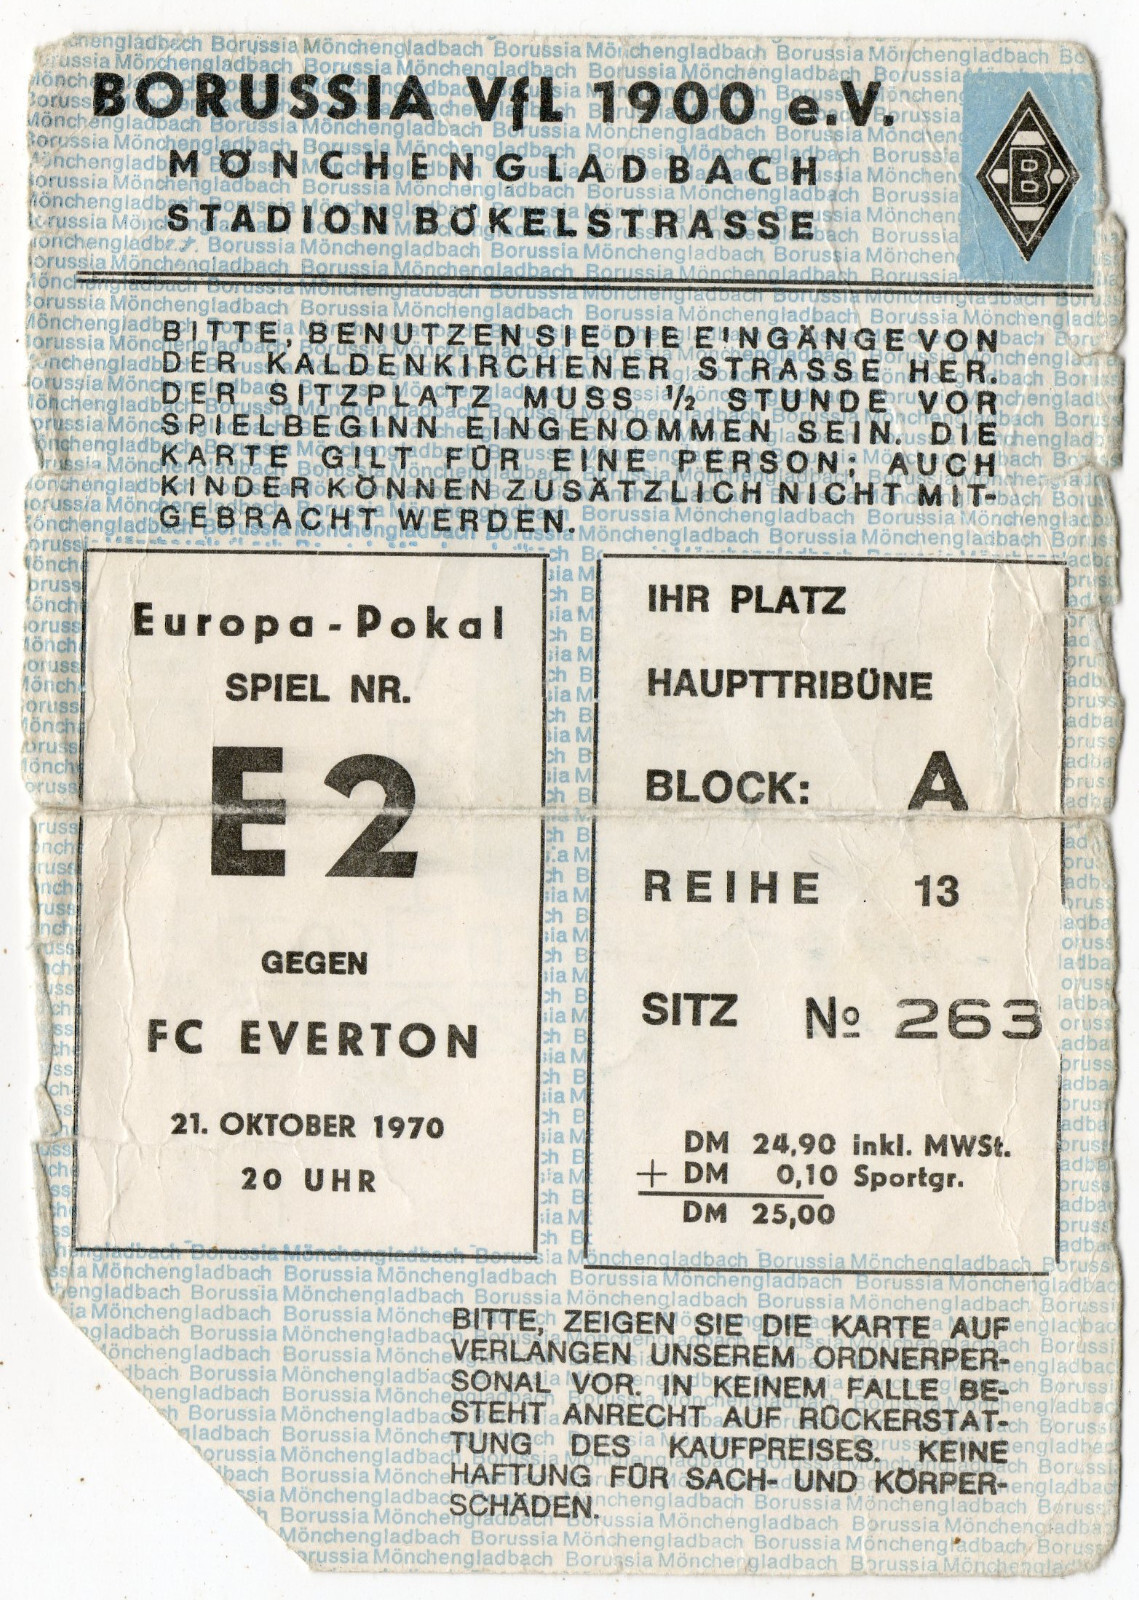 BORUSSIA VfL 1900 e.V.
MÖNCHENGLADBACH
STADION BÖKELSTRASSE
B
BITTE, BENUTZEN SIE DIE EINGÄNGE VON
DER KALDENKIRCHENER STRASSE HER.
DER SITZPLATZ MUSS ½ STUNDE VOR
SPIELBEGINN EINGENOMMEN SEIN. DIE
KARTE GILT FÜR EINE PERSON; AUCH
KINDER KÖNNEN ZUSÄTZLICH NICHT MIT-
GEBRACHT WERDEN.
Europa-Pokal
SPIEL NR.
E 2
GEGEN
FC EVERTON
21. OKTOBER 1970
20 UHR
IHR PLATZ
HAUPTTRIBÜNE
BLOCK: A
REIHE 13
SITZ Nº 263
DM 24,90 inkl. MWSt.
+ DM 0,10 Sportgr.
DM 25,00
BITTE, ZEIGEN SIE DIE KARTE AUF
VERLANGEN UNSEREM ORDNERPER-
SONAL VOR. IN KEINEM FALLE BE-
STEHT ANRECHT AUF RÜCKERSTAT-
TUNG DES KAUFPREISES. KEINE
HAFTUNG FÜR SACH- UND KÖRPER-
SCHÄDEN.